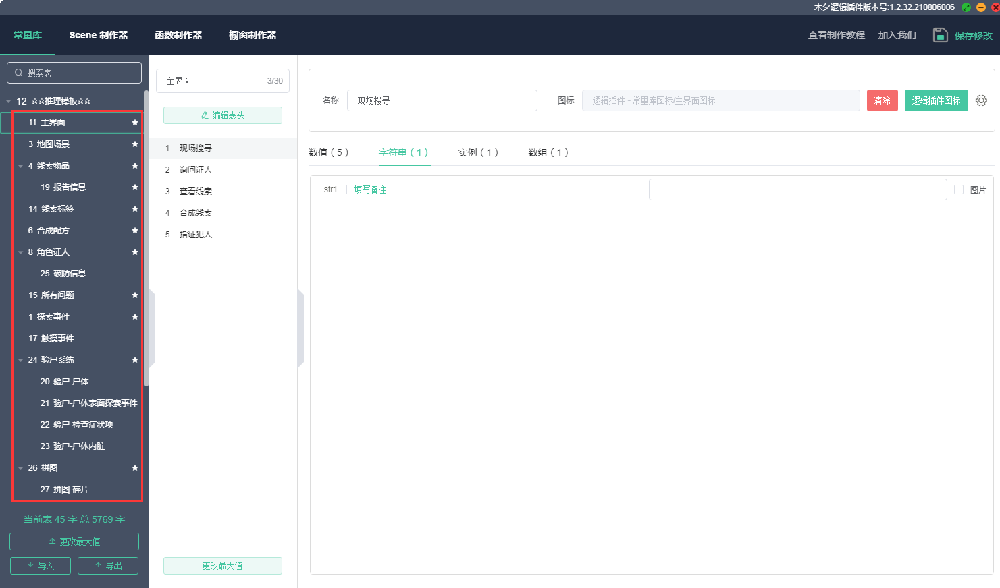 木夕逻辑插件版本号:1.2.32.210806006
常量库 Scene 制作器 函数制作器 橱窗制作器 查看制作教程 加入我们 保存修改
搜索表
12 ☆☆推理模板☆☆
11 主界面 ★
3 地图场景 ★
4 线索物品 ★
19 报告信息 ★
14 线索标签 ★
6 合成配方 ★
8 角色证人 ★
25 破防信息
15 所有问题 ★
1 探索事件 ★
17 触摸事件
24 验尸系统 ★
20 验尸-尸体
21 验尸-尸体表面探索事件
22 验尸-检查症状项
23 验尸-尸体内脏
26 拼图 ★
27 拼图-碎片
当前表 45 字 总 5769 字
更改最大值
导入 导出
主界面 3/30
编辑表头
1 现场搜寻
2 询问证人
3 查看线索
4 合成线索
5 指证犯人
更改最大值
名称 现场搜寻 图标 逻辑插件 - 常量库图标/主界面图标 清除 逻辑插件图标
数值 ( 5 ) 字符串 ( 1 ) 实例 ( 1 ) 数组 ( 1 )
str1 填写备注 图片